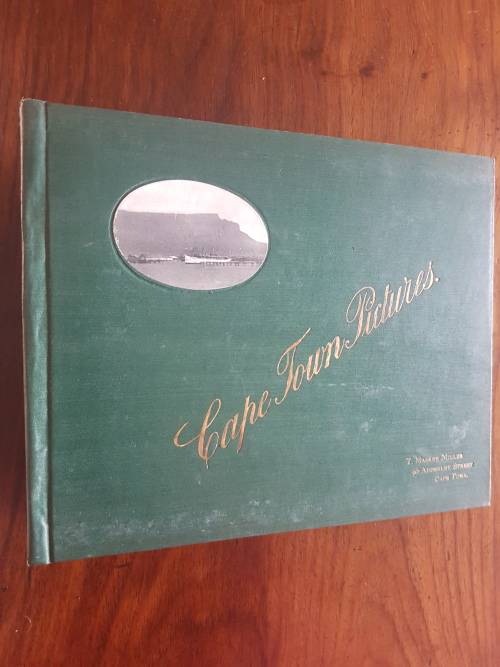 Cape Town Pictures.
T. Maskew Miller
Adderley Street
Cape Town.